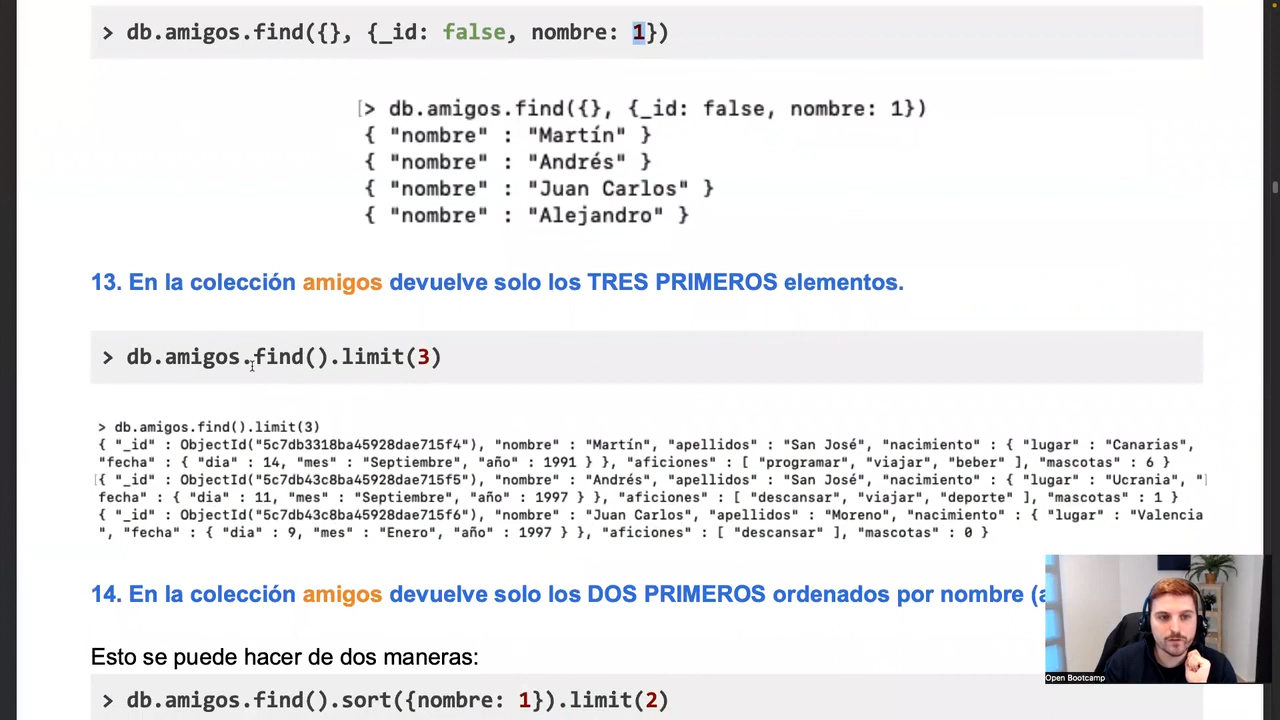 > db.amigos.find({}, {_id: false, nombre: 1})
[> db.amigos.find({}, {_id: false, nombre: 1})
{ "nombre" : "Martín" }
{ "nombre" : "Andrés" }
{ "nombre" : "Juan Carlos" }
{ "nombre" : "Alejandro" }
13. En la colección amigos devuelve solo los TRES PRIMEROS elementos.
> db.amigos.find().limit(3)
> db.amigos.find().limit(3)
{ "_id" : ObjectId("5c7db3318ba45928dae715f4"), "nombre" : "Martín", "apellidos" : "San José", "nacimiento" : { "lugar" : "Canarias",
"fecha" : { "dia" : 14, "mes" : "Septiembre", "año" : 1991 } }, "aficiones" : [ "programar", "viajar", "beber" ], "mascotas" : 6 }
[{ "_id" : ObjectId("5c7db43c8ba45928dae715f5"), "nombre" : "Andrés", "apellidos" : "San José", "nacimiento" : { "lugar" : "Ucrania", "]
fecha" : { "dia" : 11, "mes" : "Septiembre", "año" : 1997 } }, "aficiones" : [ "descansar", "viajar", "deporte" ], "mascotas" : 1 }
{ "_id" : ObjectId("5c7db43c8ba45928dae715f6"), "nombre" : "Juan Carlos", "apellidos" : "Moreno", "nacimiento" : { "lugar" : "Valencia
", "fecha" : { "dia" : 9, "mes" : "Enero", "año" : 1997 } }, "aficiones" : [ "descansar" ], "mascotas" : 0 }
14. En la colección amigos devuelve solo los DOS PRIMEROS ordenados por nombre (a
Esto se puede hacer de dos maneras:
> db.amigos.find().sort({nombre: 1}).limit(2)
Open Bootcamp